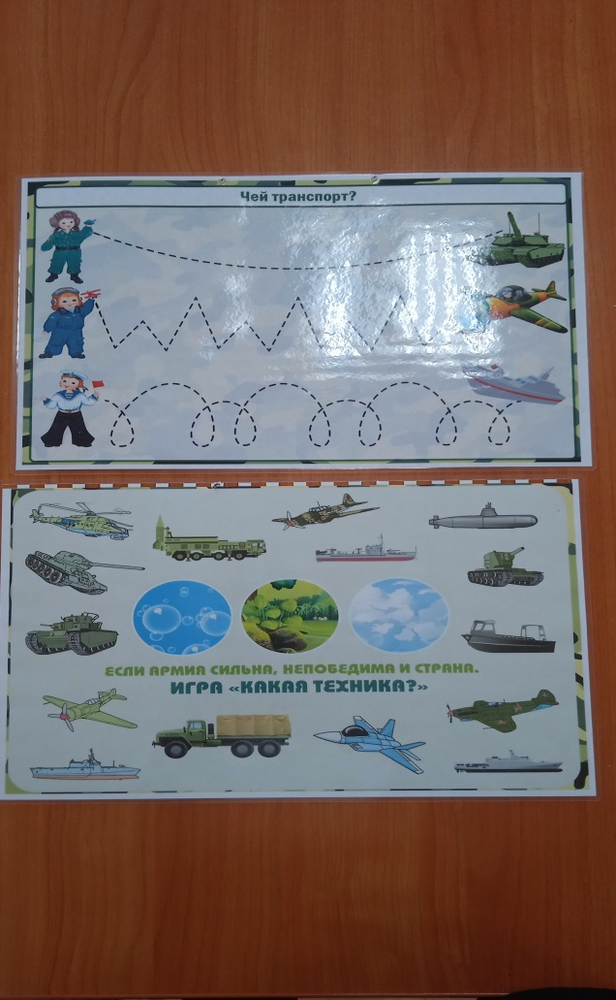 Чей транспорт?
ЕСЛИ АРМИЯ СИЛЬНА, НЕПОБЕДИМА И СТРАНА.
ИГРА «КАКАЯ ТЕХНИКА?»